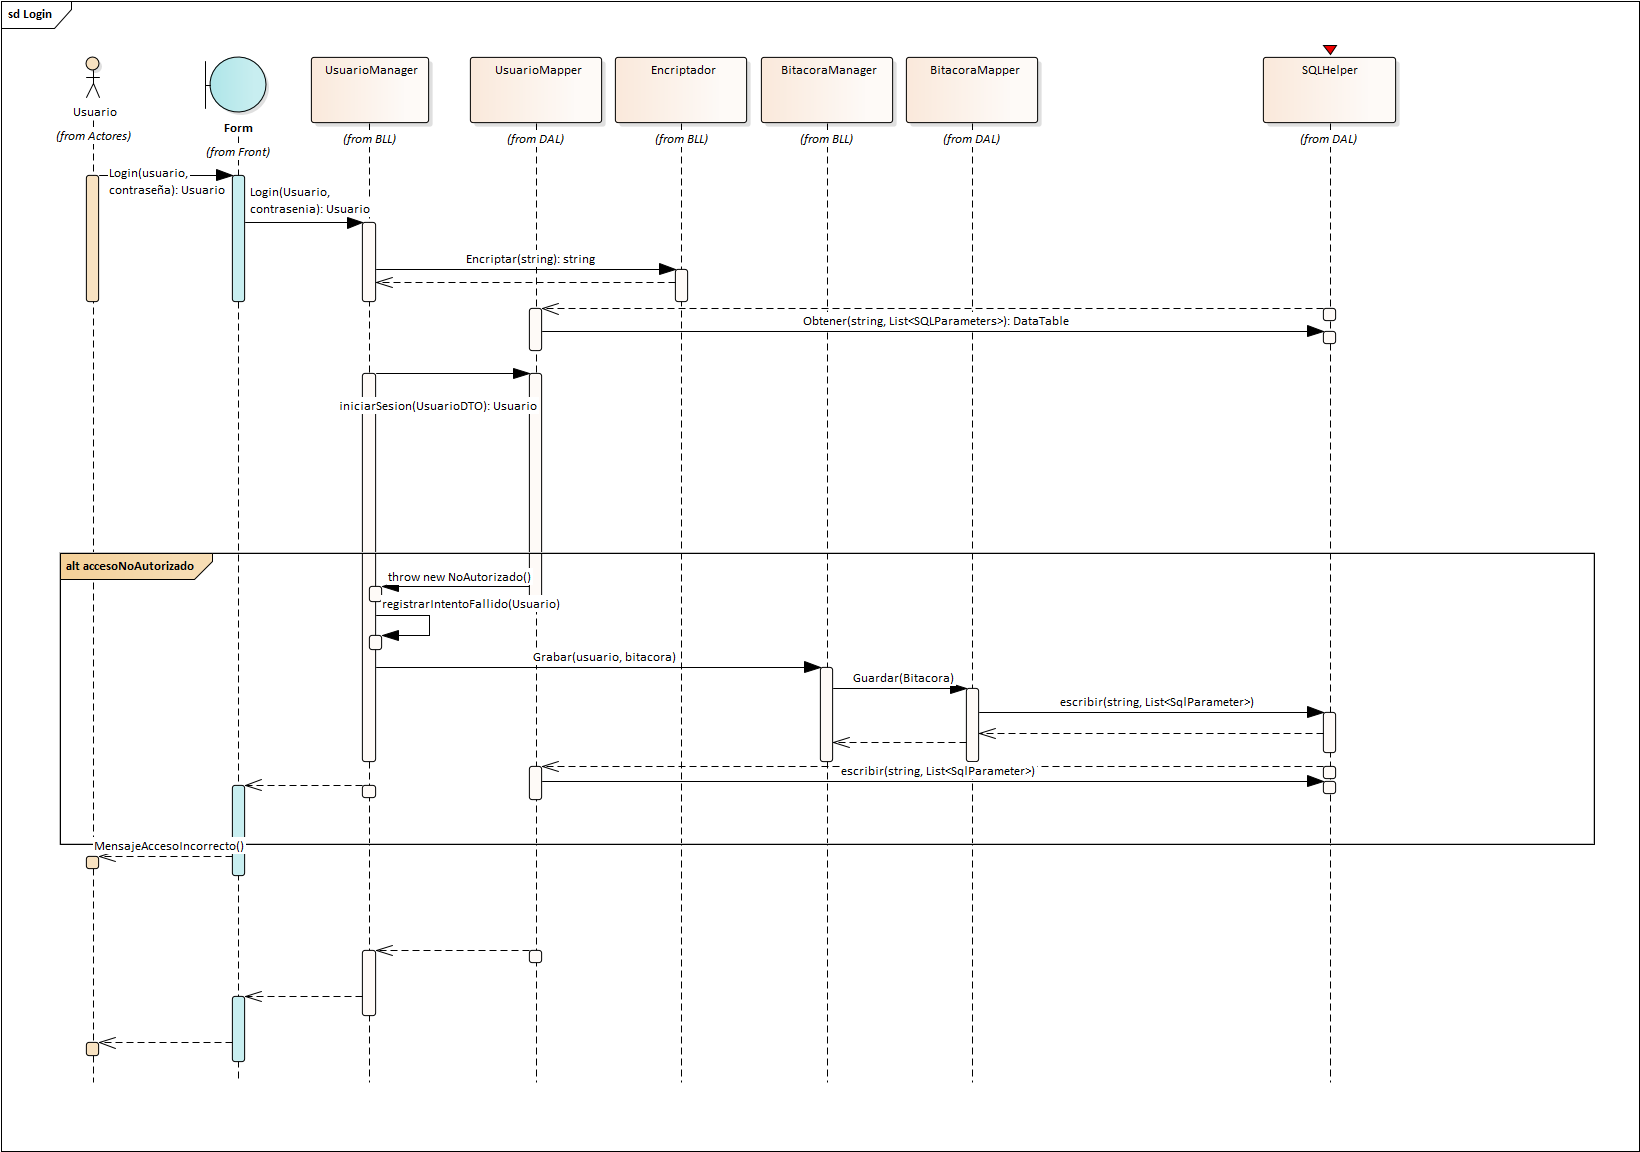 sd Login
Usuario
(from Actores)
Form
(from Front)
UsuarioManager
(from BLL)
UsuarioMapper
(from DAL)
Encriptador
(from BLL)
BitacoraManager
(from BLL)
BitacoraMapper
(from DAL)
SQLHelper
(from DAL)
Login(usuario,
contraseña): Usuario
Login(Usuario,
contrasenia): Usuario
Encriptar(string): string
Obtener(string, List<SQLParameters>): DataTable
iniciarSesion(UsuarioDTO): Usuario
alt accesoNoAutorizado
throw new NoAutorizado()
registrarIntentoFallido(Usuario)
Grabar(usuario, bitacora)
Guardar(Bitacora)
escribir(string, List<SqlParameter>)
escribir(string, List<SqlParameter>)
MensajeAccesoIncorrecto()